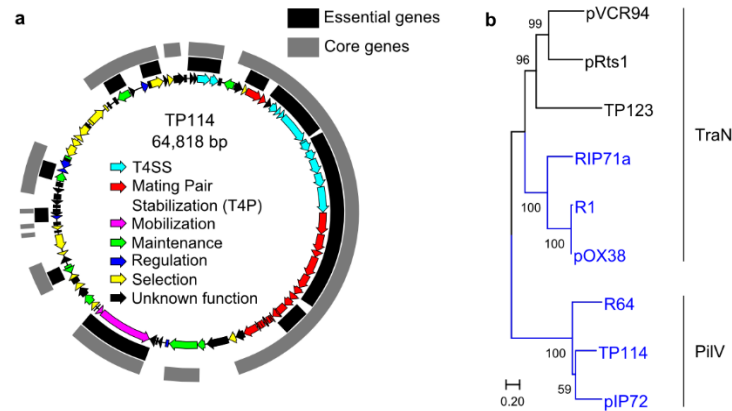 a
Essential genes
Core genes
TP114
64,818 bp
T4SS
Mating Pair
Stabilization (T4P)
Mobilization
Maintenance
Regulation
Selection
Unknown function
b
pVCR94
99
pRts1
96
TP123
TraN
RIP71a
100
R1
100
pOX38
R64
100
TP114
PilV
59
pIP72
0.20